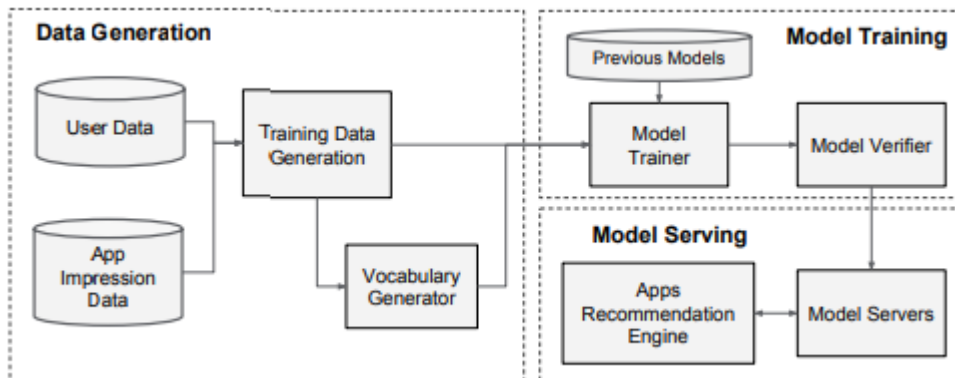 Data Generation
User Data
App
Impression
Data
Training Data
Generation
Vocabulary
Generator
Model Training
Previous Models
Model
Trainer
Model Verifier
Model Serving
Apps
Recommendation
Engine
Model Servers